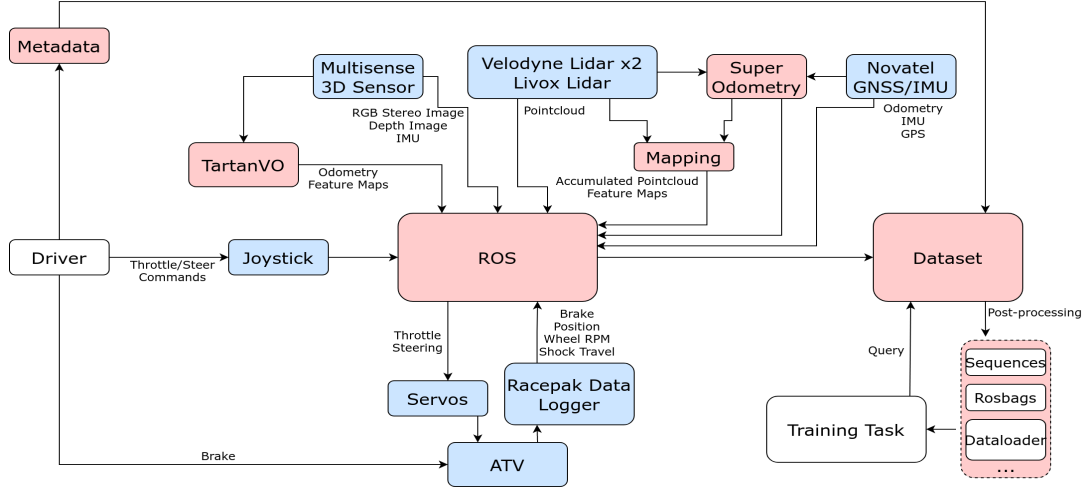 Metadata
Multisense
3D Sensor
Velodyne Lidar x2
Livox Lidar
Super
Odometry
Novatel
GNSS/IMU
RGB Stereo Image
Depth Image
IMU
Pointcloud
Odometry
IMU
GPS
TartanVO
Odometry
Feature Maps
Mapping
Accumulated Pointcloud
Feature Maps
Driver
Throttle/Steer
Commands
Joystick
ROS
Dataset
Throttle
Steering
Brake
Position
Wheel RPM
Shock Travel
Post-processing
Query
Sequences
Rosbags
Dataloader
...
Servos
Racepak Data
Logger
Training Task
Brake
ATV